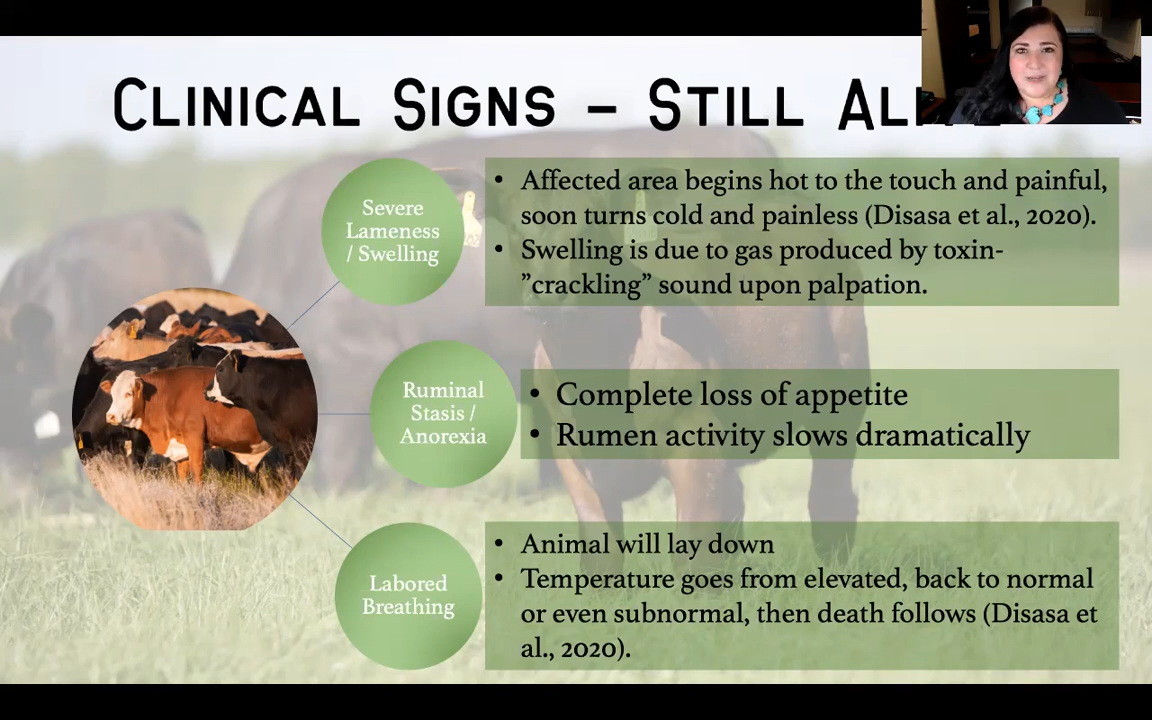 CLINICAL SIGNS – STILL
Severe
Lameness
/ Swelling
• Affected area begins hot to the touch and painful,
soon turns cold and painless (Disasa et al., 2020).
• Swelling is due to gas produced by toxin-
”crackling” sound upon palpation.
Ruminal
Stasis /
Anorexia
• Complete loss of appetite
• Rumen activity slows dramatically
Labored
Breathing
• Animal will lay down
• Temperature goes from elevated, back to normal
or even subnormal, then death follows (Disasa et
al., 2020).